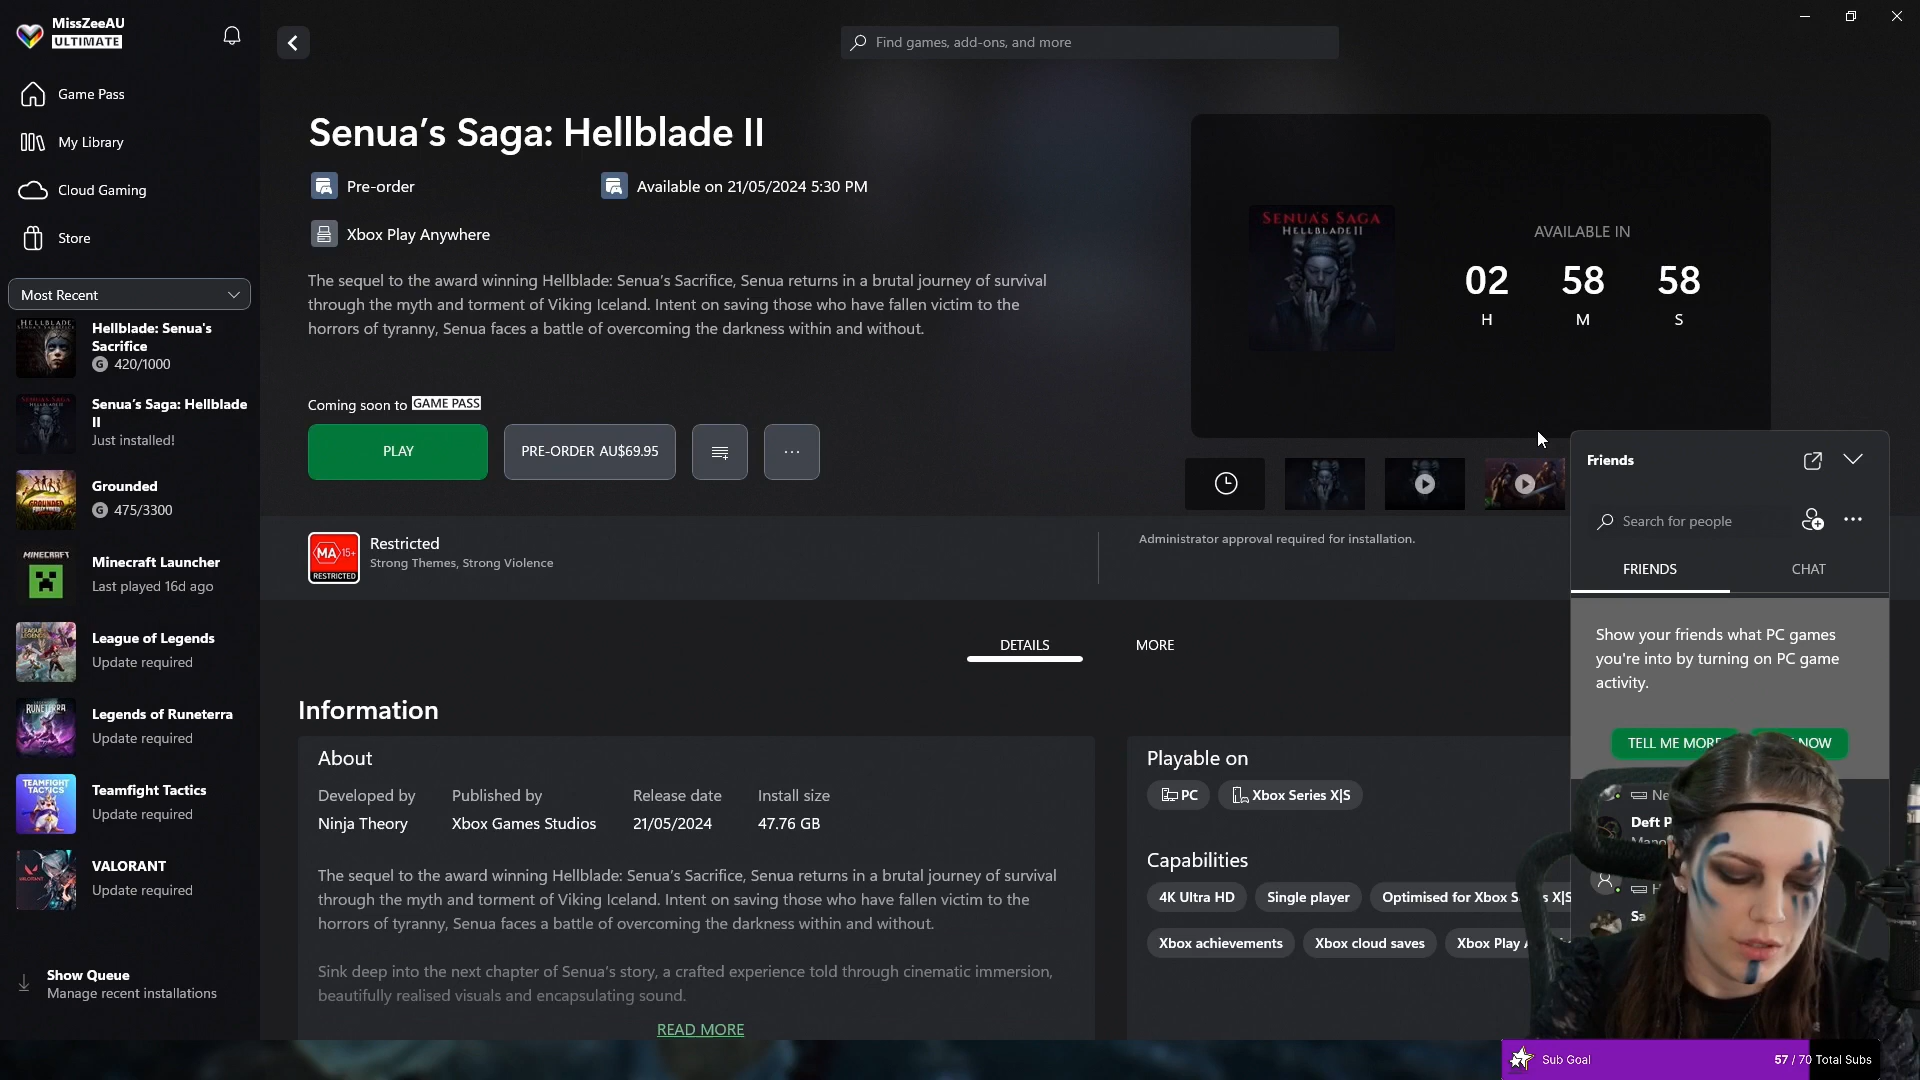 MissZeeAU
ULTIMATE
Game Pass
My Library
Cloud Gaming
Store
Most Recent
Hellblade: Senua's
Sacrifice
G 420/1000
Senua's Saga: Hellblade
II
Just installed!
Grounded
G 475/3300
Minecraft Launcher
Last played 16d ago
League of Legends
Update required
Legends of Runeterra
Update required
Teamfight Tactics
Update required
VALORANT
Update required
Show Queue
Manage recent installations
Find games, add-ons, and more
Senua's Saga: Hellblade II
Pre-order
Available on 21/05/2024 5:30 PM
Xbox Play Anywhere
The sequel to the award winning Hellblade: Senua's Sacrifice, Senua returns in a brutal journey of survival
through the myth and torment of Viking Iceland. Intent on saving those who have fallen victim to the
horrors of tyranny, Senua faces a battle of overcoming the darkness within and without.
Coming soon to GAME PASS
PLAY
PRE-ORDER AU$69.95
SENUA'S SAGA
HELLBLADE II
AVAILABLE IN
02 58 58
H M S
MA 15+
RESTRICTED
Restricted
Strong Themes, Strong Violence
Administrator approval required for installation.
DETAILS
MORE
Information
About
Developed by Published by Release date Install size
Ninja Theory Xbox Games Studios 21/05/2024 47.76 GB
The sequel to the award winning Hellblade: Senua's Sacrifice, Senua returns in a brutal journey of survival
through the myth and torment of Viking Iceland. Intent on saving those who have fallen victim to the
horrors of tyranny, Senua faces a battle of overcoming the darkness within and without.
Sink deep into the next chapter of Senua's story, a crafted experience told through cinematic immersion,
beautifully realised visuals and encapsulating sound.
READ MORE
Playable on
PC
Xbox Series X|S
Capabilities
4K Ultra HD
Single player
Optimised for Xbox
X|S
Xbox achievements
Xbox cloud saves
Xbox Play
Friends
Search for people
FRIENDS
CHAT
Show your friends what PC games
you're into by turning on PC game
activity.
TELL ME MORE
NOW
Deft
Sub Goal
57 / 70 Total Subs